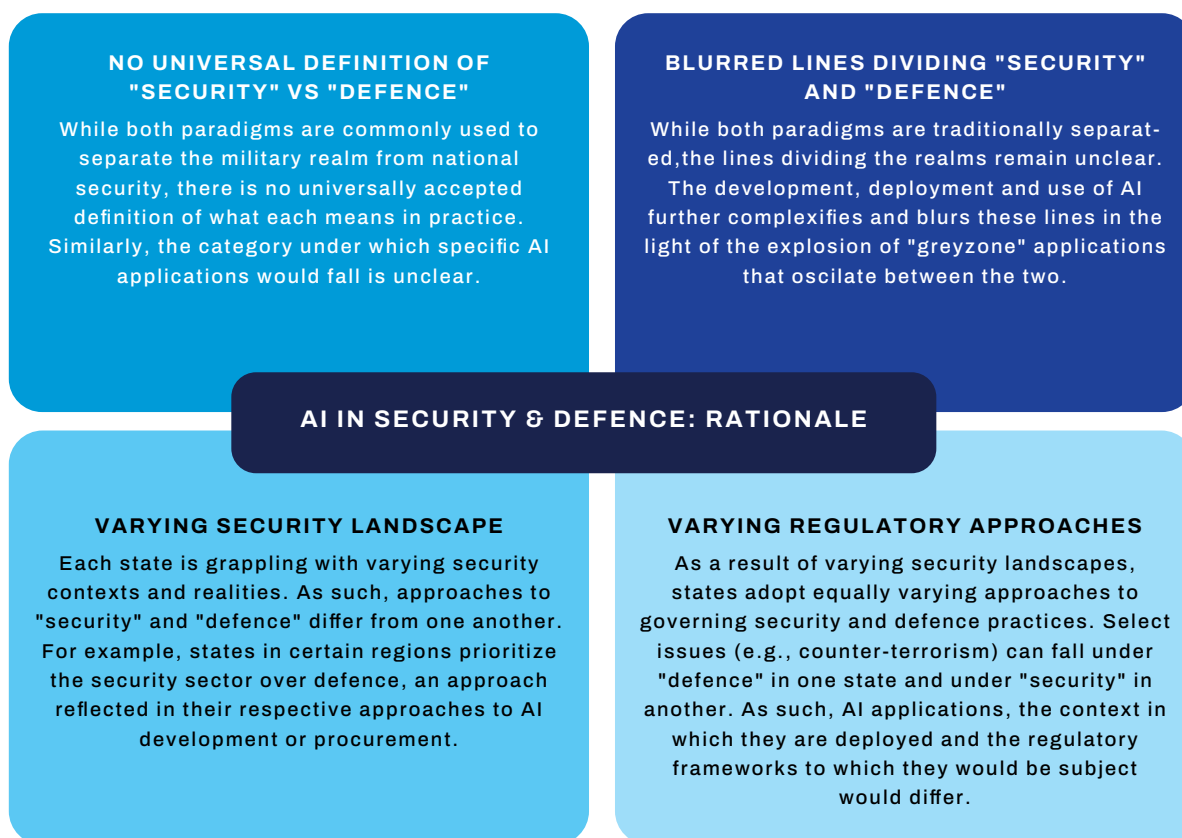 NO UNIVERSAL DEFINITION OF
"SECURITY" VS "DEFENCE"
While both paradigms are commonly used to
separate the military realm from national
security, there is no universally accepted
definition of what each means in practice.
Similarly, the category under which specific AI
applications would fall is unclear.
BLURRED LINES DIVIDING "SECURITY"
AND "DEFENCE"
While both paradigms are traditionally separat-
ed,the lines dividing the realms remain unclear.
The development, deployment and use of AI
further complexifies and blurs these lines in the
light of the explosion of "greyzone" applications
that oscilate between the two.
AI IN SECURITY & DEFENCE: RATIONALE
VARYING SECURITY LANDSCAPE
Each state is grappling with varying security
contexts and realities. As such, approaches to
"security" and "defence" differ from one another.
For example, states in certain regions prioritize
the security sector over defence, an approach
reflected in their respective approaches to AI
development or procurement.
VARYING REGULATORY APPROACHES
As a result of varying security landscapes,
states adopt equally varying approaches to
governing security and defence practices. Select
issues (e.g., counter-terrorism) can fall under
"defence" in one state and under "security" in
another. As such, AI applications, the context in
which they are deployed and the regulatory
frameworks to which they would be subject
would differ.